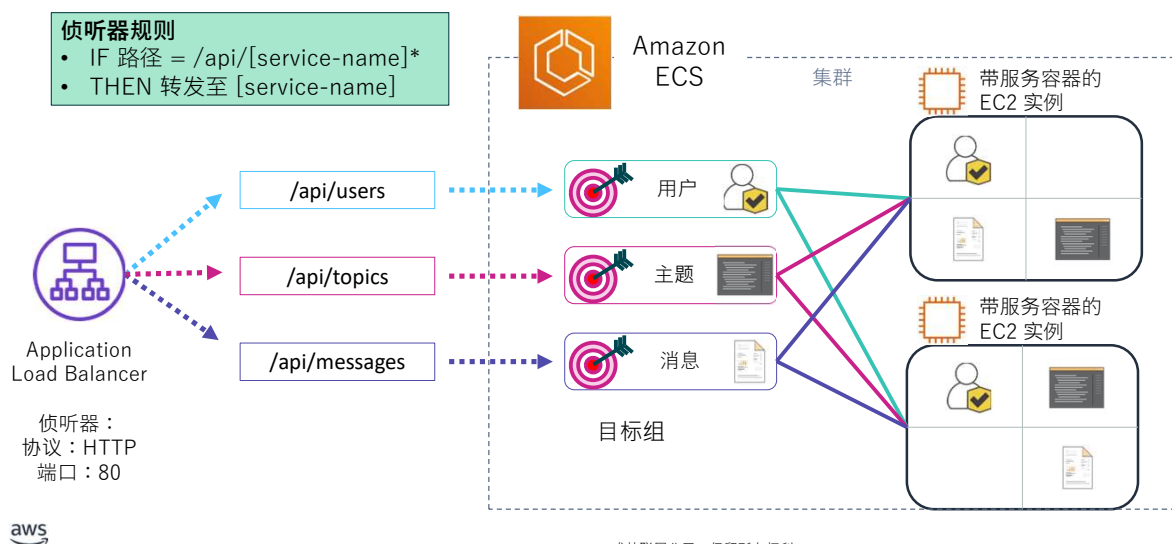 侦听器规则
• IF 路径 = /api/[service-name]*
• THEN 转发至 [service-name]
Amazon
ECS
集群
带服务容器的
EC2 实例
/api/users
用户
/api/topics
主题
带服务容器的
EC2 实例
/api/messages
消息
Application
Load Balancer
目标组
侦听器：
协议：HTTP
端口：80
aws